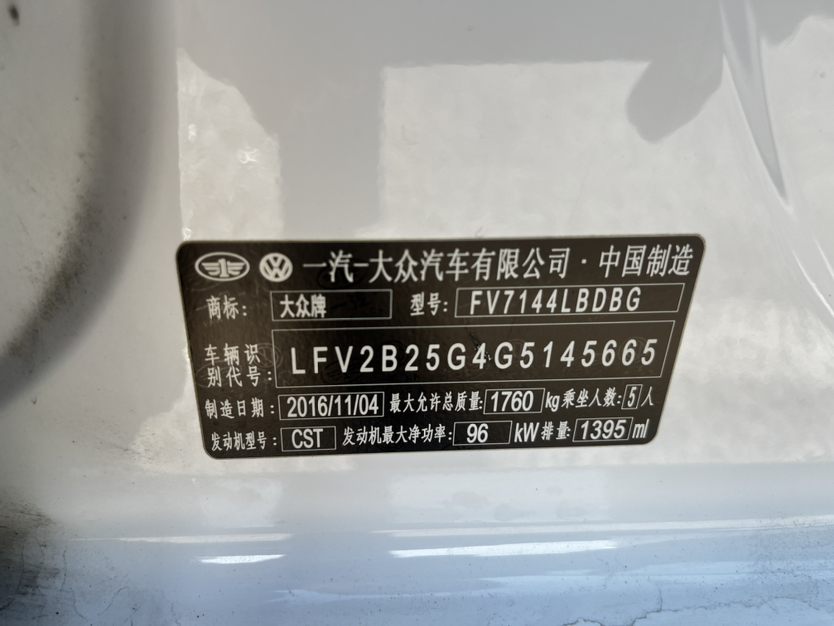 一汽-大众汽车有限公司·中国制造
商标: 大众牌 型号: FV7144LBDBG
车辆识别代号: LFV2B25G4G5145665
制造日期: 2016/11/04 最大允许总质量: 1760 kg 乘坐人数: 5 人
发动机型号: CST 发动机最大净功率: 96 kW 排量: 1395 ml